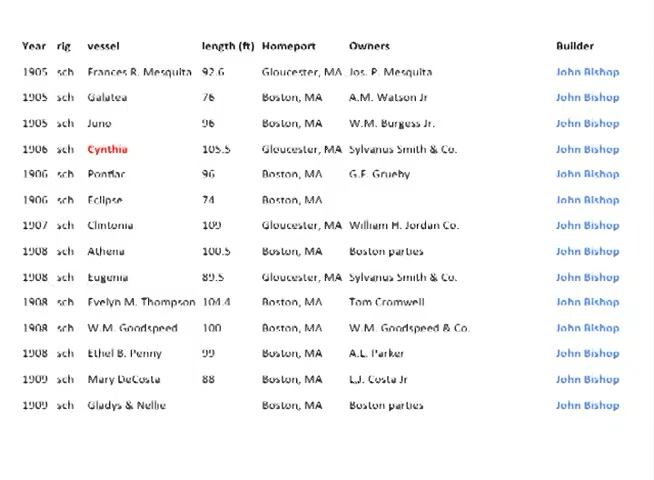 Year rig vessel length (ft) Homeport Owners Builder
1905 sch Frances R. Mesquita 92.6 Gloucester, MA Jos. P. Mesquita John Bishop
1905 sch Galatea 76 Boston, MA A.M. Watson Jr John Bishop
1905 sch Juno 96 Boston, MA W.M. Burgess Jr. John Bishop
1906 sch Cynthia 105.5 Gloucester, MA Sylvanus Smith & Co. John Bishop
1906 sch Pontiac 96 Boston, MA G.F. Grueby John Bishop
1906 sch Eclipse 74 Boston, MA John Bishop
1907 sch Clintonia 109 Gloucester, MA William H. Jordan Co. John Bishop
1908 sch Athena 100.5 Boston, MA Boston parties John Bishop
1908 sch Eugenia 89.5 Gloucester, MA Sylvanus Smith & Co. John Bishop
1908 sch Evelyn M. Thompson 104.4 Boston, MA Tom Cromwell John Bishop
1908 sch W.M. Goodspeed 100 Boston, MA W.M. Goodspeed & Co. John Bishop
1908 sch Ethel B. Penny 99 Boston, MA A.L. Parker John Bishop
1909 sch Mary DeCosta 88 Boston, MA L.J. Costa Jr John Bishop
1909 sch Gladys & Nellie Boston, MA Boston parties John Bishop